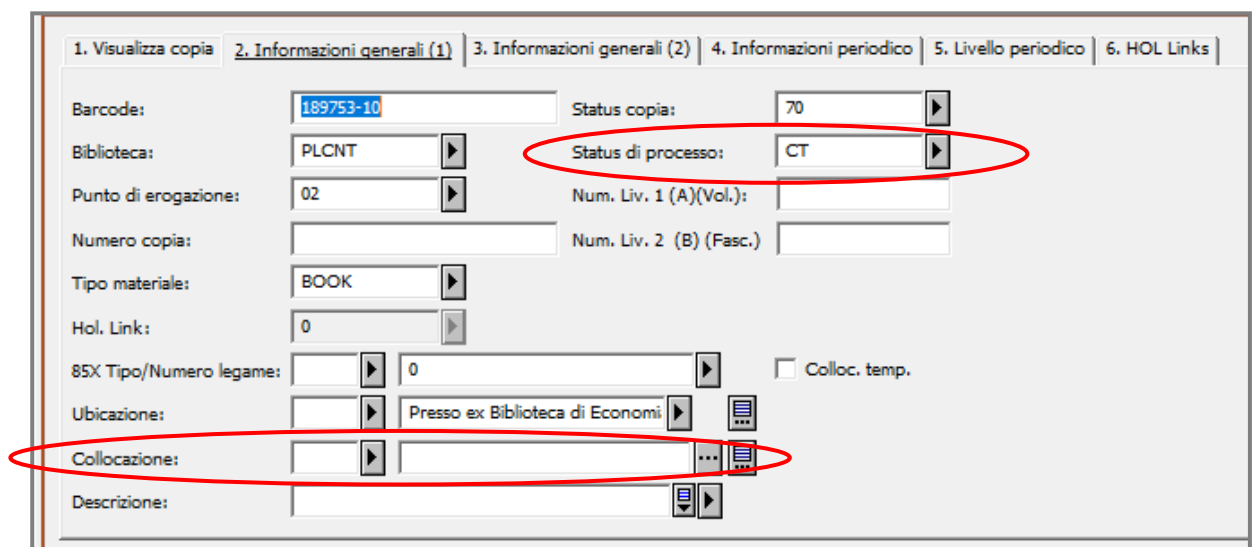 1. Visualizza copia 2. Informazioni generali (1) 3. Informazioni generali (2) 4. Informazioni periodico 5. Livello periodico 6. HOL Links
Barcode: 189753-10 Status copia: 70
Biblioteca: PLCNT Status di processo: CT
Punto di erogazione: 02 Num. Liv. 1 (A)(Vol.):
Numero copia: Num. Liv. 2 (B) (Fasc.)
Tipo materiale: BOOK
Hol. Link: 0
85X Tipo/Numero legame: 0 Colloc. temp.
Ubicazione: Presso ex Biblioteca di Economi
Collocazione:
Descrizione: